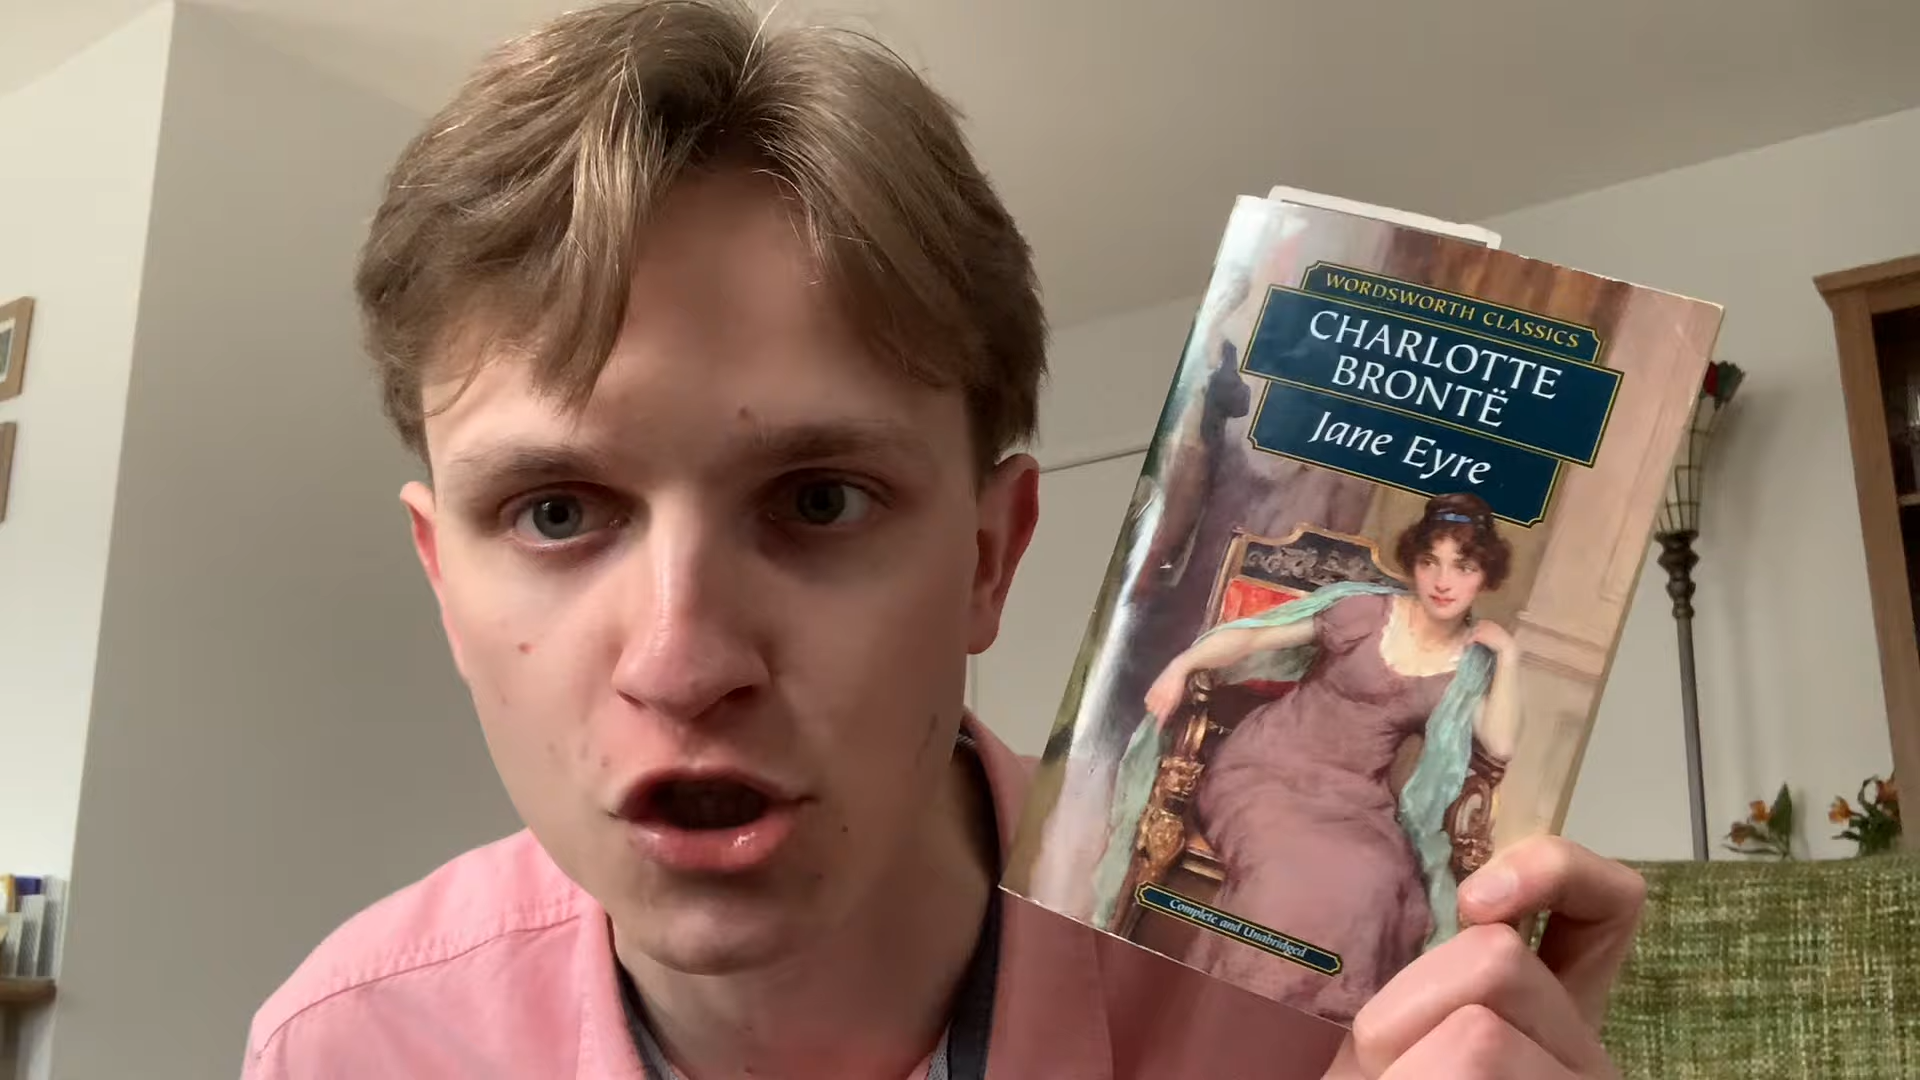 WORDSWORTH CLASSICS
CHARLOTTE
BRONTË
Jane Eyre
Complete and Unabridged